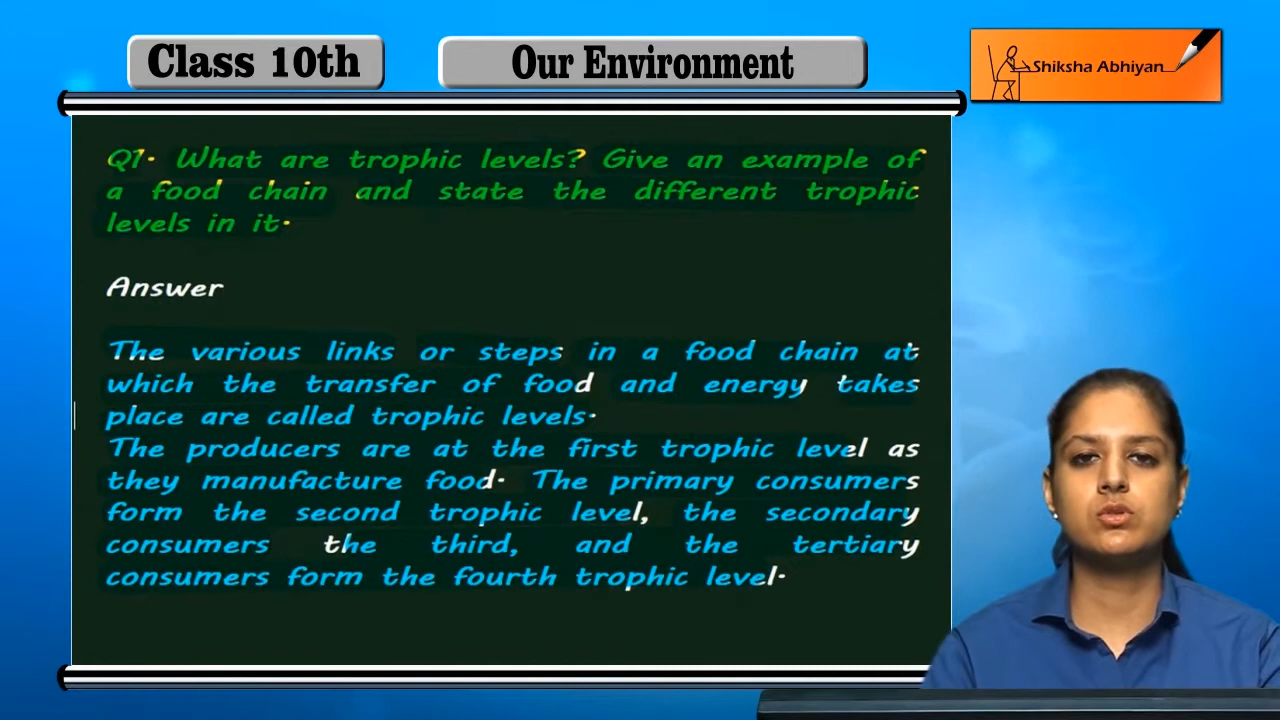 Class 10th
Our Environment
Shiksha Abhiyan
Q1. What are trophic levels? Give an example of
a food chain and state the different trophic
levels in it.
Answer
The various links or steps in a food chain at
which the transfer of food and energy takes
place are called trophic levels.
The producers are at the first trophic level as
they manufacture food. The primary consumers
form the second trophic level, the secondary
consumers the third, and the tertiary
consumers form the fourth trophic level.